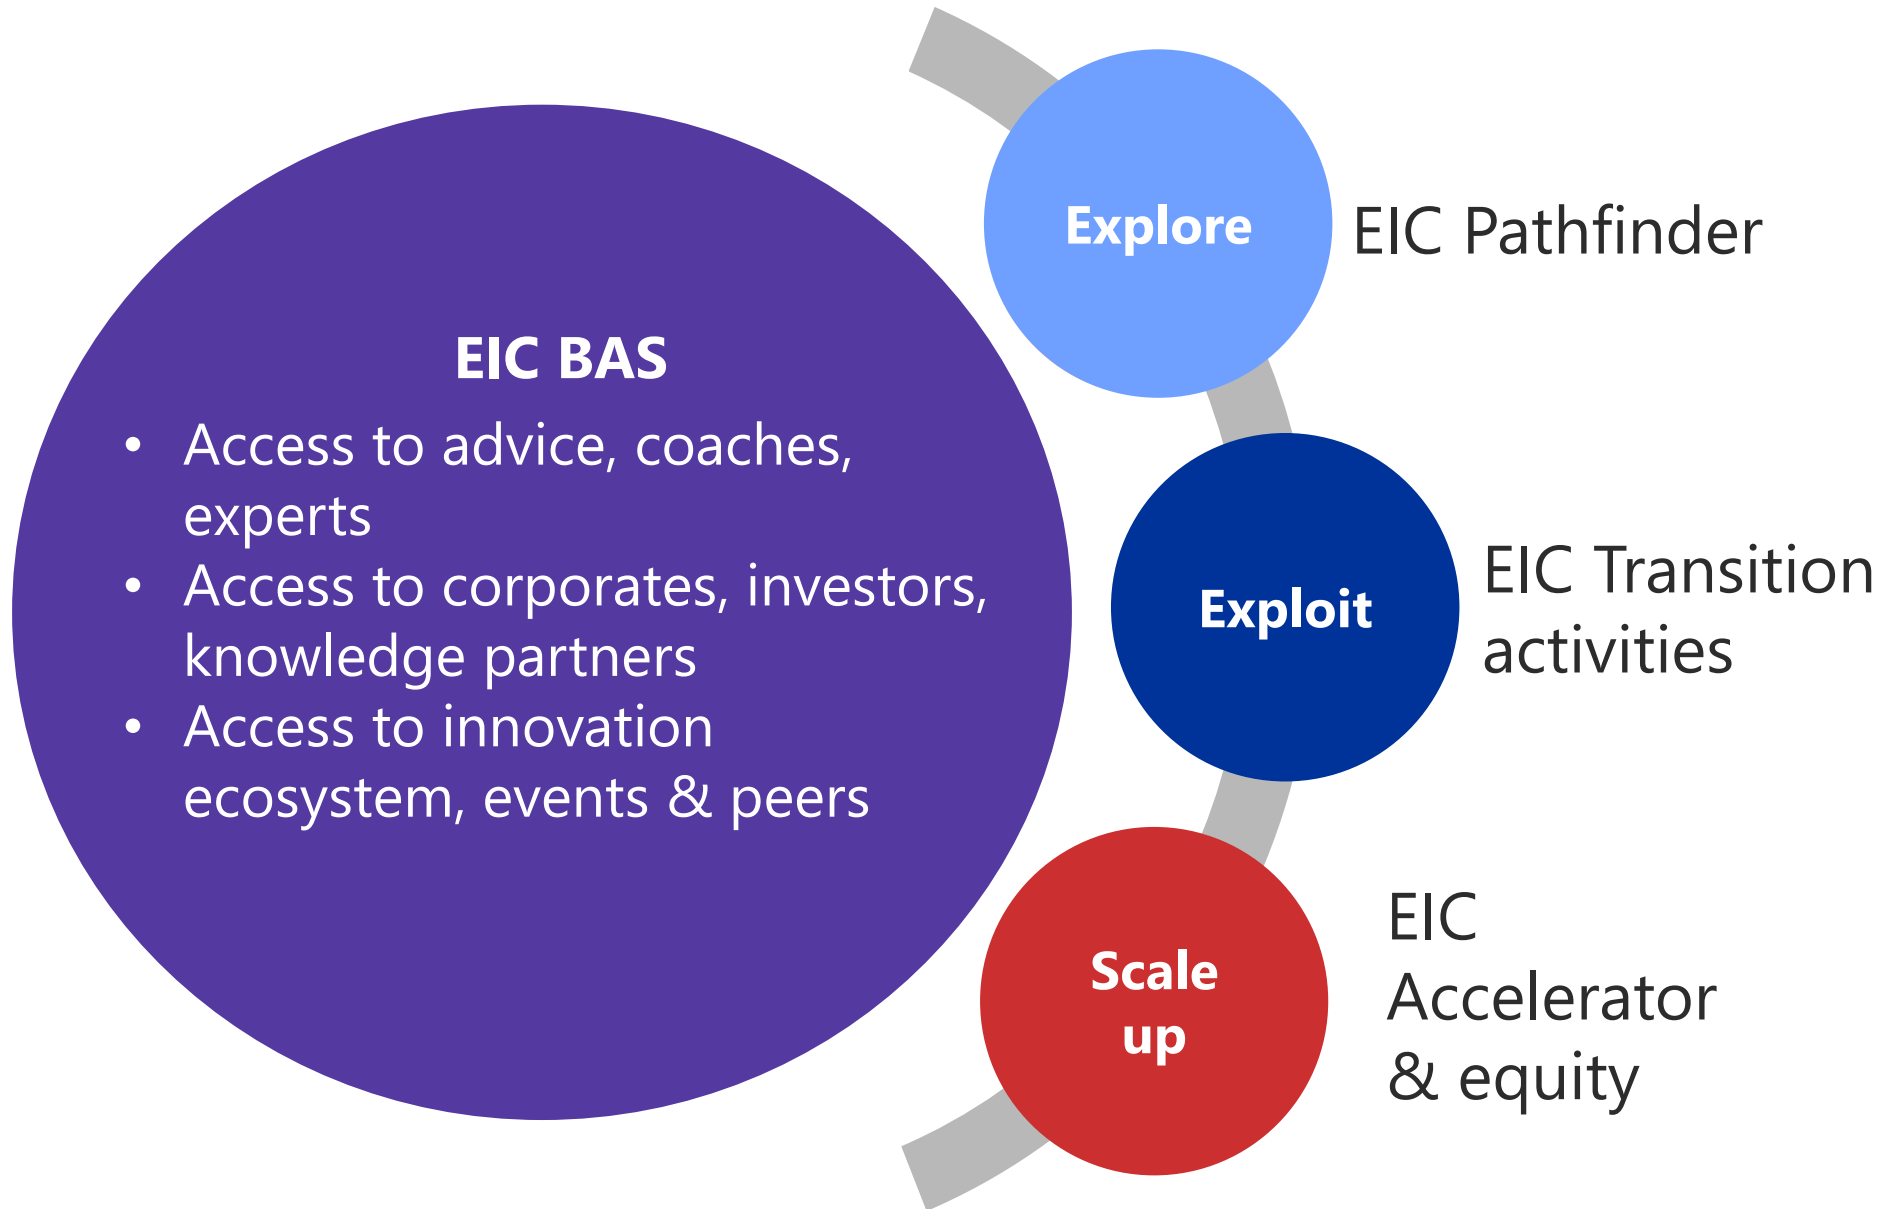 EIC BAS
• Access to advice, coaches,
experts
• Access to corporates, investors,
knowledge partners
• Access to innovation
ecosystem, events & peers
Explore
EIC Pathfinder
Exploit
EIC Transition
activities
Scale
up
EIC
Accelerator
& equity